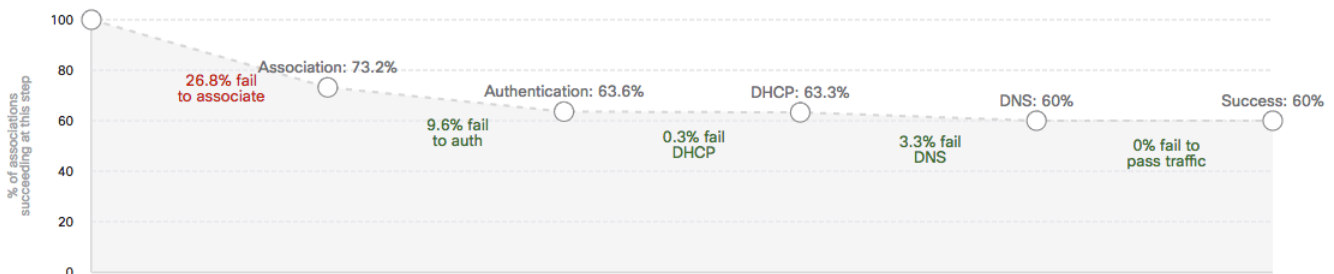 100
80
60
40
20
0
% of associations
succeeding at this step
26.8% fail
to associate
Association: 73.2%
9.6% fail
to auth
Authentication: 63.6%
0.3% fail
DHCP
DHCP: 63.3%
3.3% fail
DNS
DNS: 60%
0% fail to
pass traffic
Success: 60%